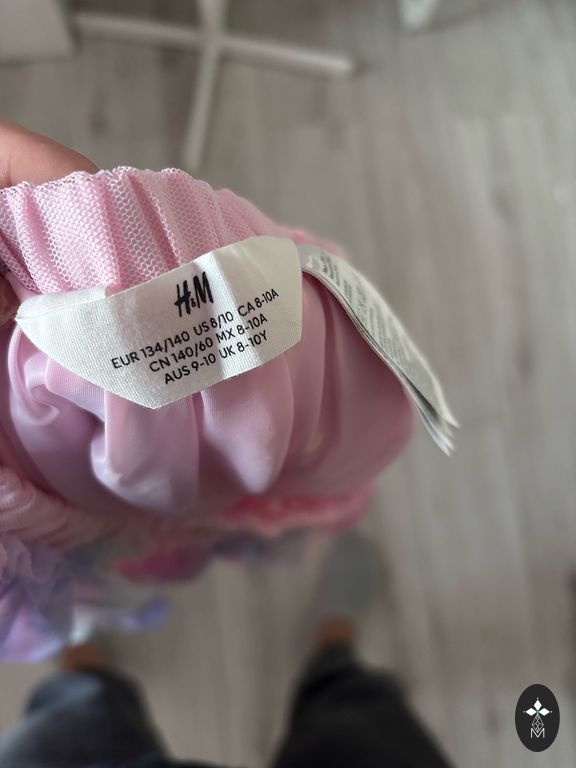 H&M
EUR 134/140 US 8/10 CA 8-10A
CN 140/60 MX 8-10A
AUS 9-10 UK 8-10Y
M